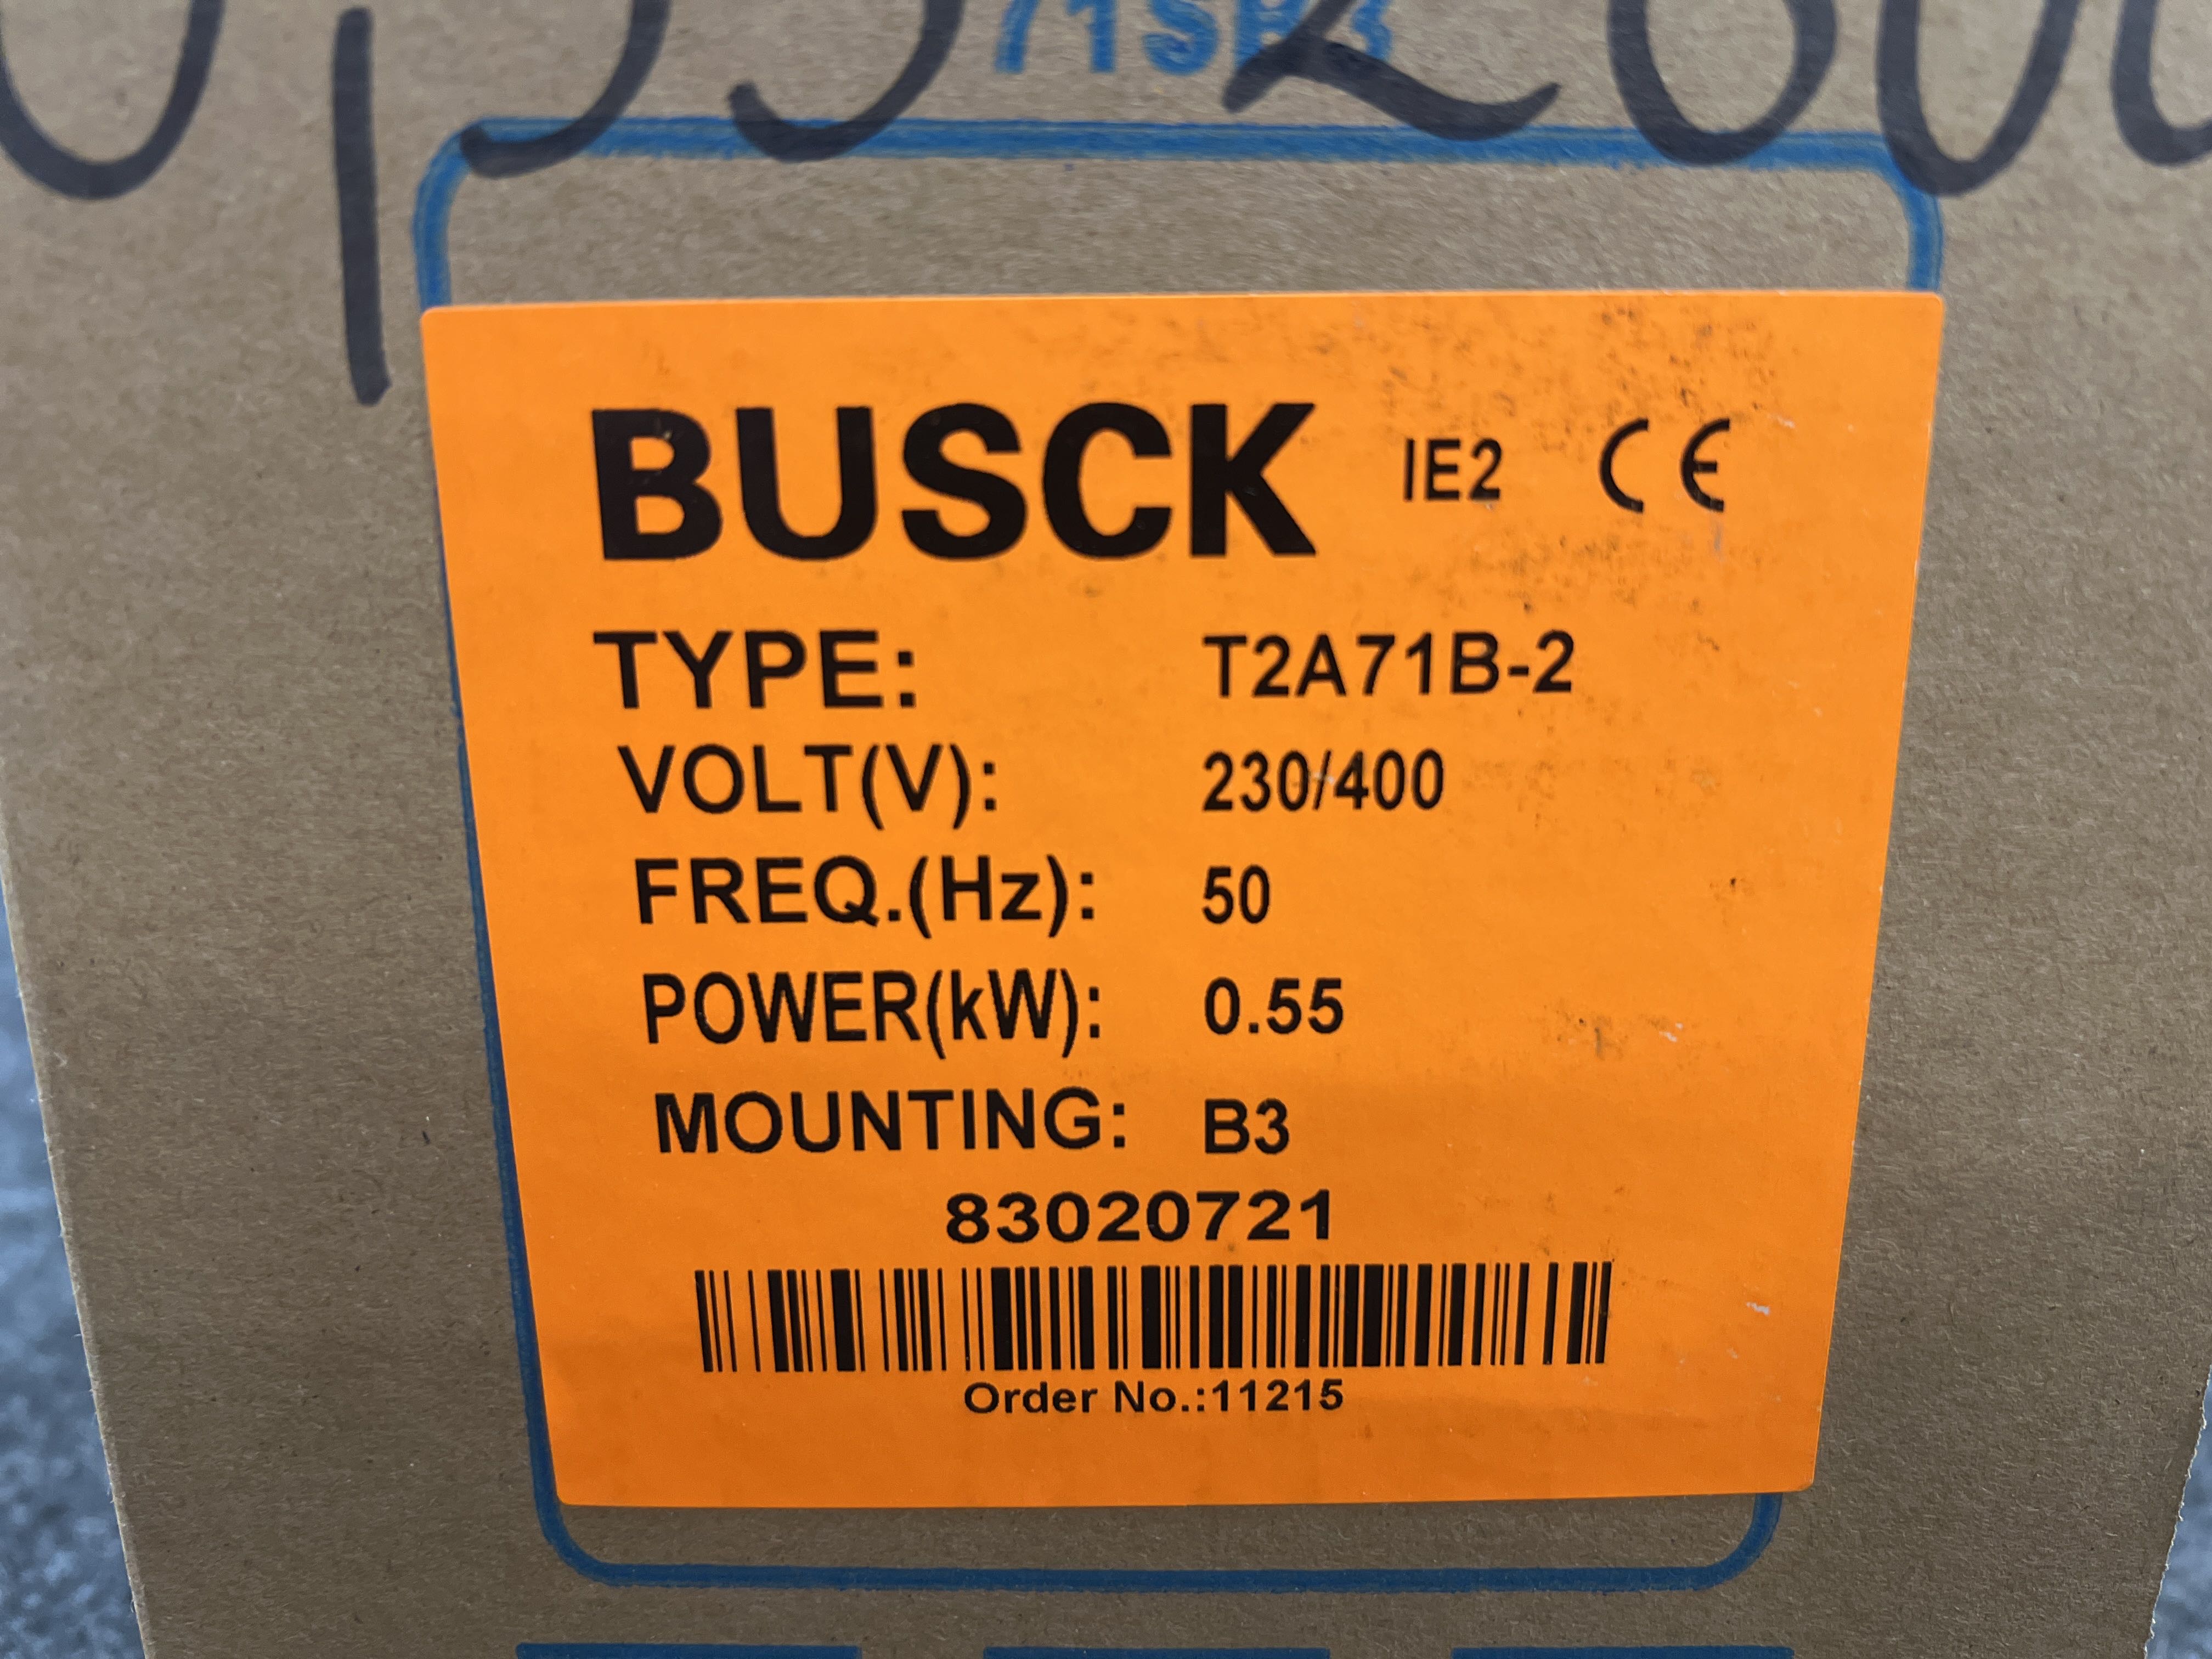 BUSCK IE2 CE
TYPE: T2A71B-2
VOLT(V): 230/400
FREQ.(Hz): 50
POWER(kW): 0.55
MOUNTING: B3
83020721
Order No.:11215